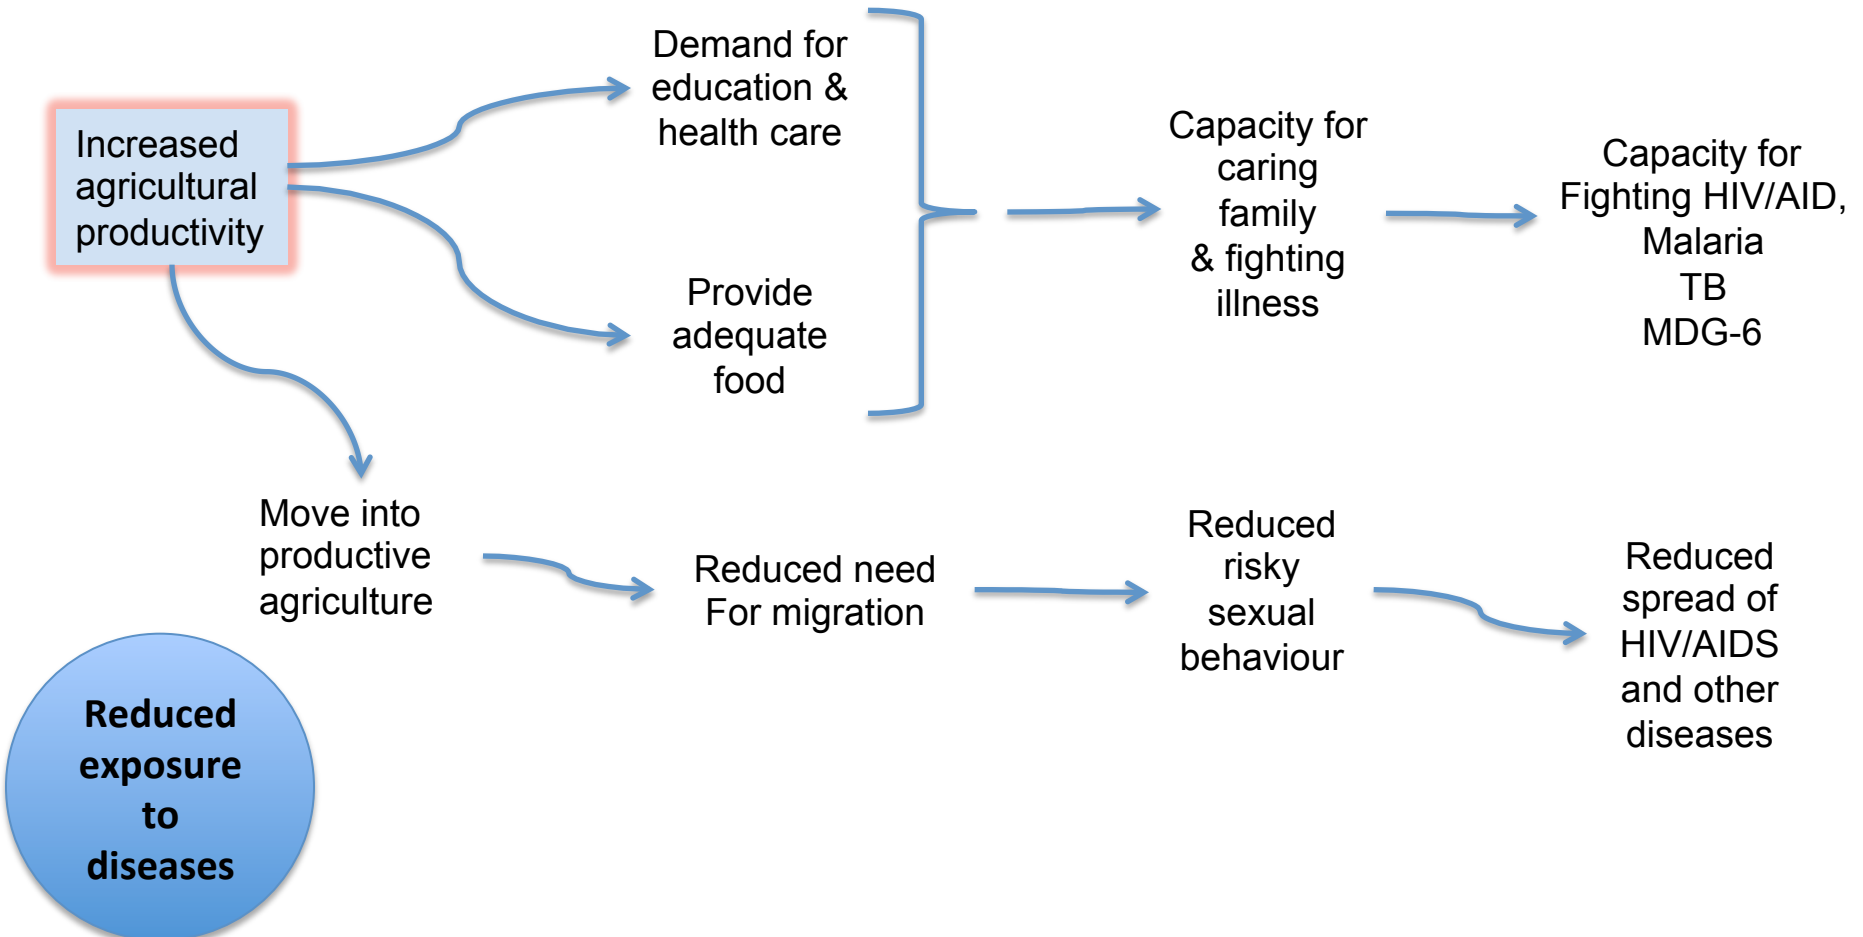 Increased
agricultural
productivity
Demand for
education &
health care
Provide
adequate
food
Capacity for
caring
family
& fighting
illness
Capacity for
Fighting HIV/AID,
Malaria
TB
MDG-6
Move into
productive
agriculture
Reduced need
For migration
Reduced
risky
sexual
behaviour
Reduced
spread of
HIV/AIDS
and other
diseases
Reduced
exposure
to
diseases